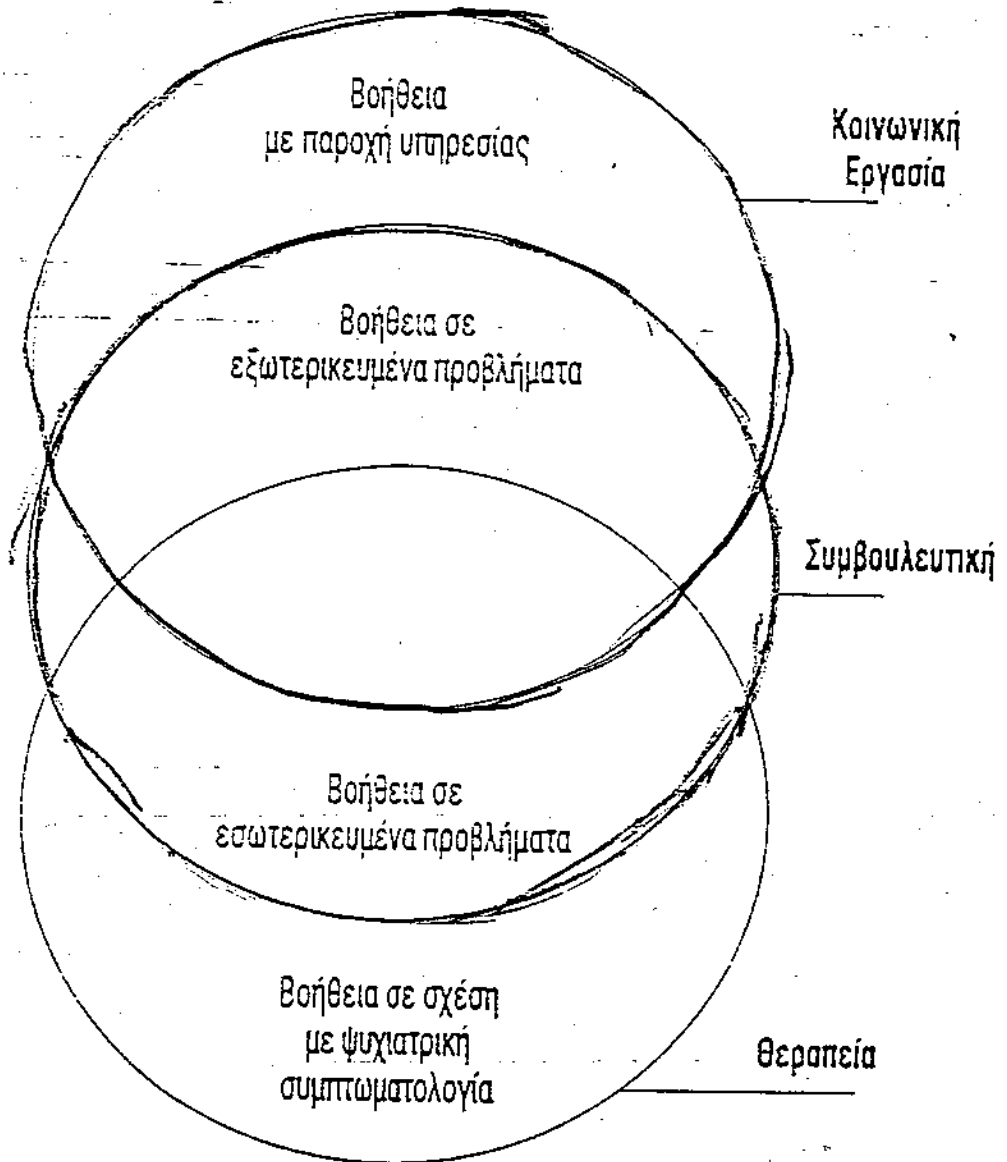 Βοήθεια
με παροχή υπηρεσίας
Κοινωνική
Εργασία
Βοήθεια σε
εξωτερικευμένα προβλήματα
Συμβουλευτική
Βοήθεια σε
εσωτερικευμένα προβλήματα
Βοήθεια σε σχέση
με ψυχιατρική
συμπτωματολογία
Θεραπεία